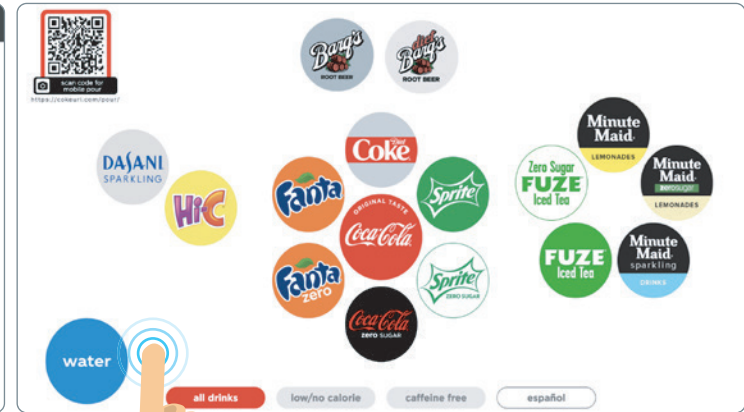 scan code for
mobile pour
https://cokeurl.com/pour/
Barq's
ROOT BEER
diet
Barq's
ROOT BEER
DASANI
SPARKLING
Hi-C
Fanta
Fanta
zero
Diet
Coke
ORIGINAL TASTE
Coca-Cola
Coca-Cola
zero SUGAR
Sprite
Sprite
ZERO SUGAR
Zero Sugar
FUZE
Iced Tea
FUZE
Iced Tea
Minute
Maid
LEMONADES
Minute
Maid
zerosugar
LEMONADES
Minute
Maid
sparkling
DRINKS
water
all drinks
low/no calorie
caffeine free
español